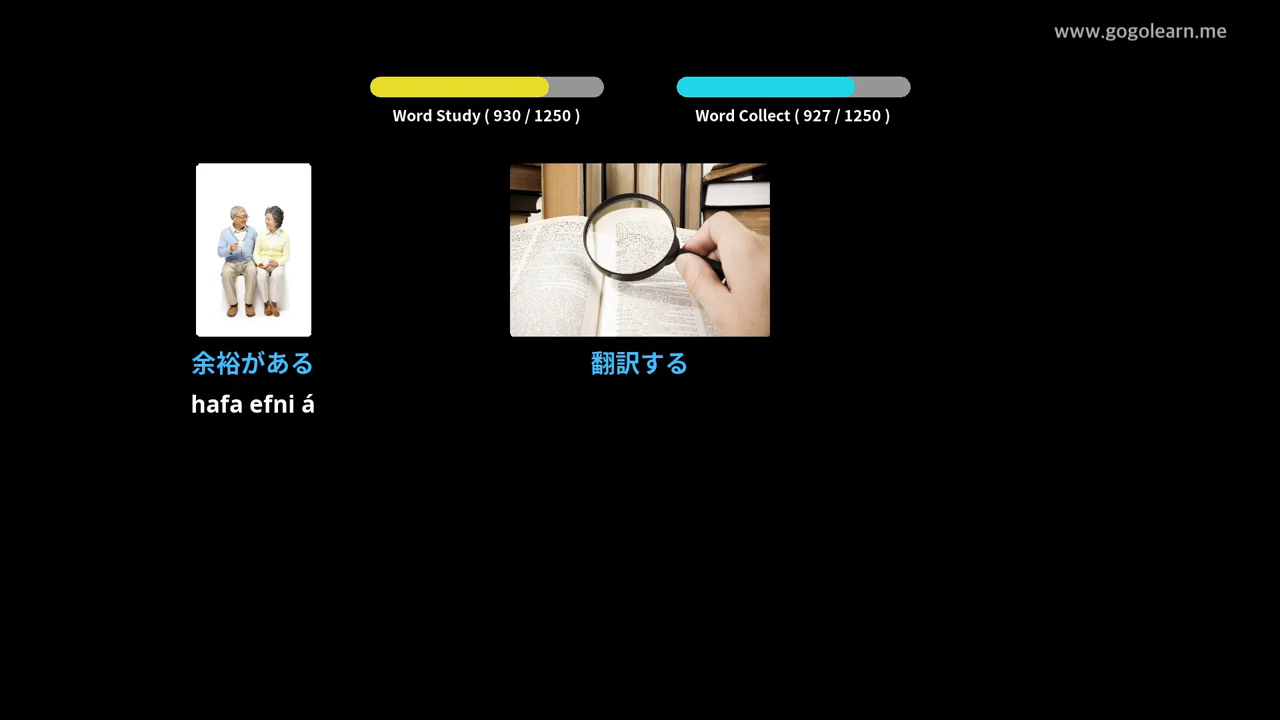 www.gogolearn.me
Word Study ( 930 / 1250 )
Word Collect ( 927 / 1250 )
余裕がある
翻訳する
hafa efni á